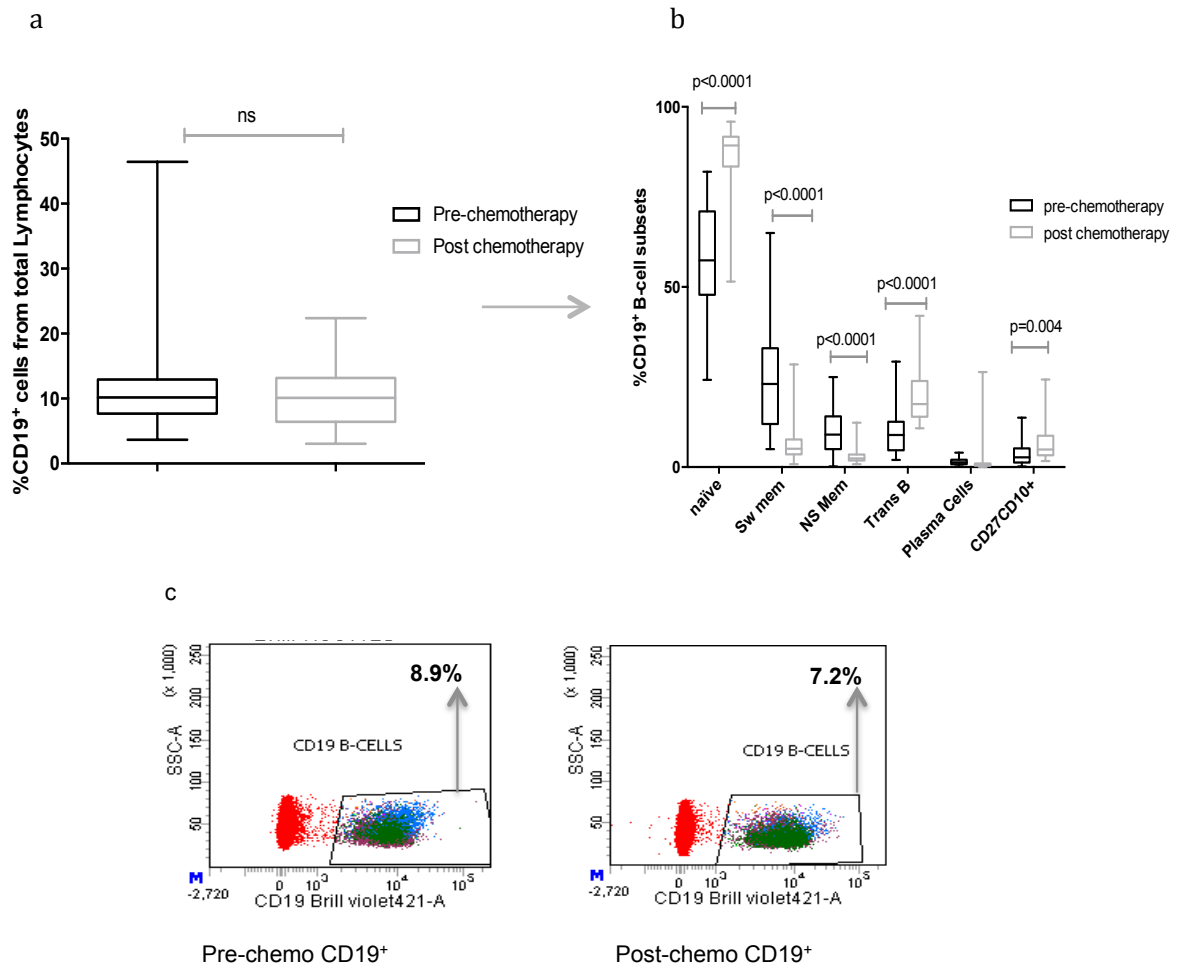 a
%CD19+ cells from total Lymphocytes
50
40
30
20
10
0
ns
Pre-chemotherapy
Post chemotherapy
b
%CD19+ B-cell subsets
100
50
0
p<0.0001
p<0.0001
p<0.0001
p<0.0001
p=0.004
pre-chemotherapy
post chemotherapy
naïve
Sw mem
NS Mem
Trans B
Plasma Cells
CD27CD10+
c
(x 1,000)
SSC-A
250
200
150
100
50
8.9%
CD19 B-CELLS
M
-2,720
0
10³
10⁴
10⁵
CD19 Brill violet421-A
Pre-chemo CD19+
(x 1,000)
SSC-A
250
200
150
100
50
7.2%
CD19 B-CELLS
M
-2,720
0
10³
10⁴
10⁵
CD19 Brill violet421-A
Post-chemo CD19+